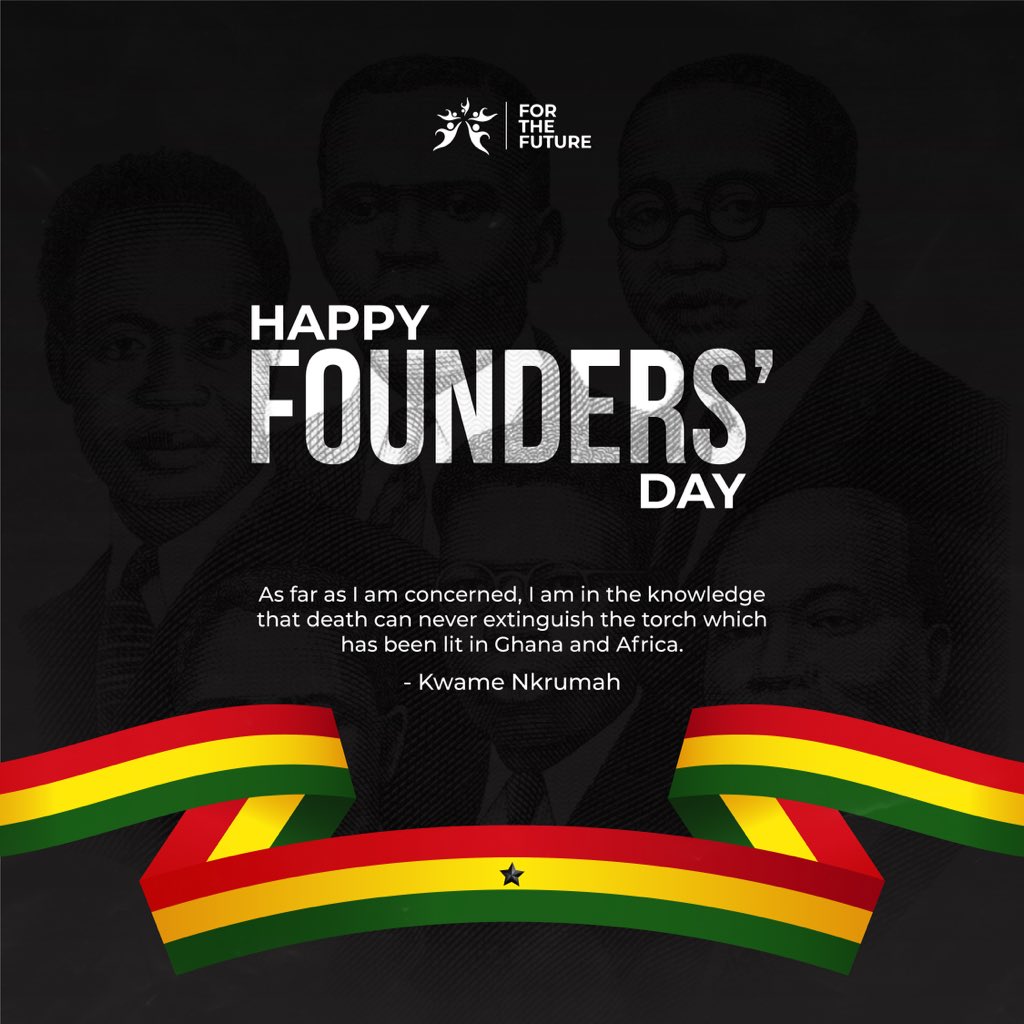 FOR
THE
FUTURE
HAPPY
FOUNDERS’
DAY
As far as I am concerned, I am in the knowledge
that death can never extinguish the torch which
has been lit in Ghana and Africa.
- Kwame Nkrumah